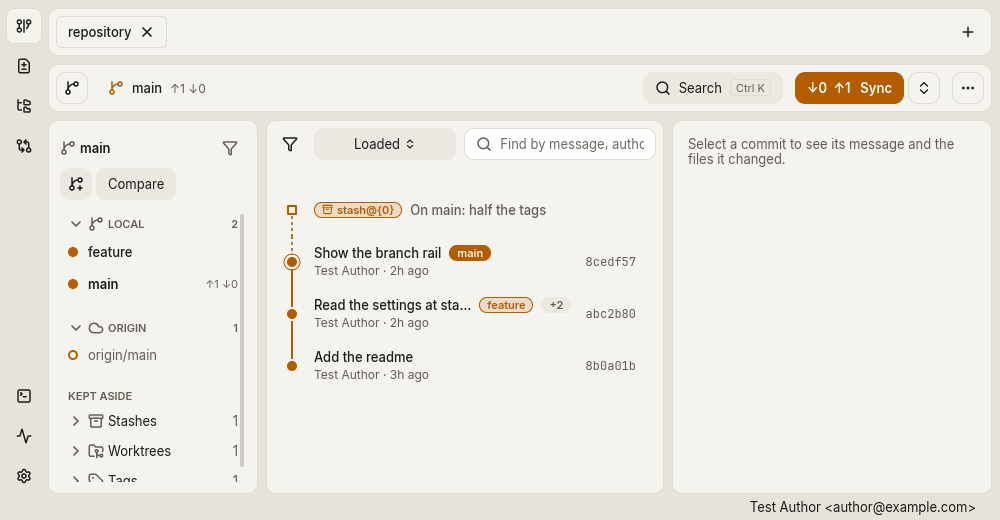 repository
main ↑1 ↓0
Search Ctrl K
↓0 ↑1 Sync
main
Compare
LOCAL 2
feature
main ↑1 ↓0
ORIGIN 1
origin/main
KEPT ASIDE
Stashes 1
Worktrees 1
Tags 1
Loaded
Find by message, autho
stash@{0} On main: half the tags
Show the branch rail main
Test Author · 2h ago 8cedf57
Read the settings at sta... feature +2
Test Author · 2h ago abc2b80
Add the readme
Test Author · 3h ago 8b0a01b
Select a commit to see its message and the
files it changed.
Test Author <author@example.com>